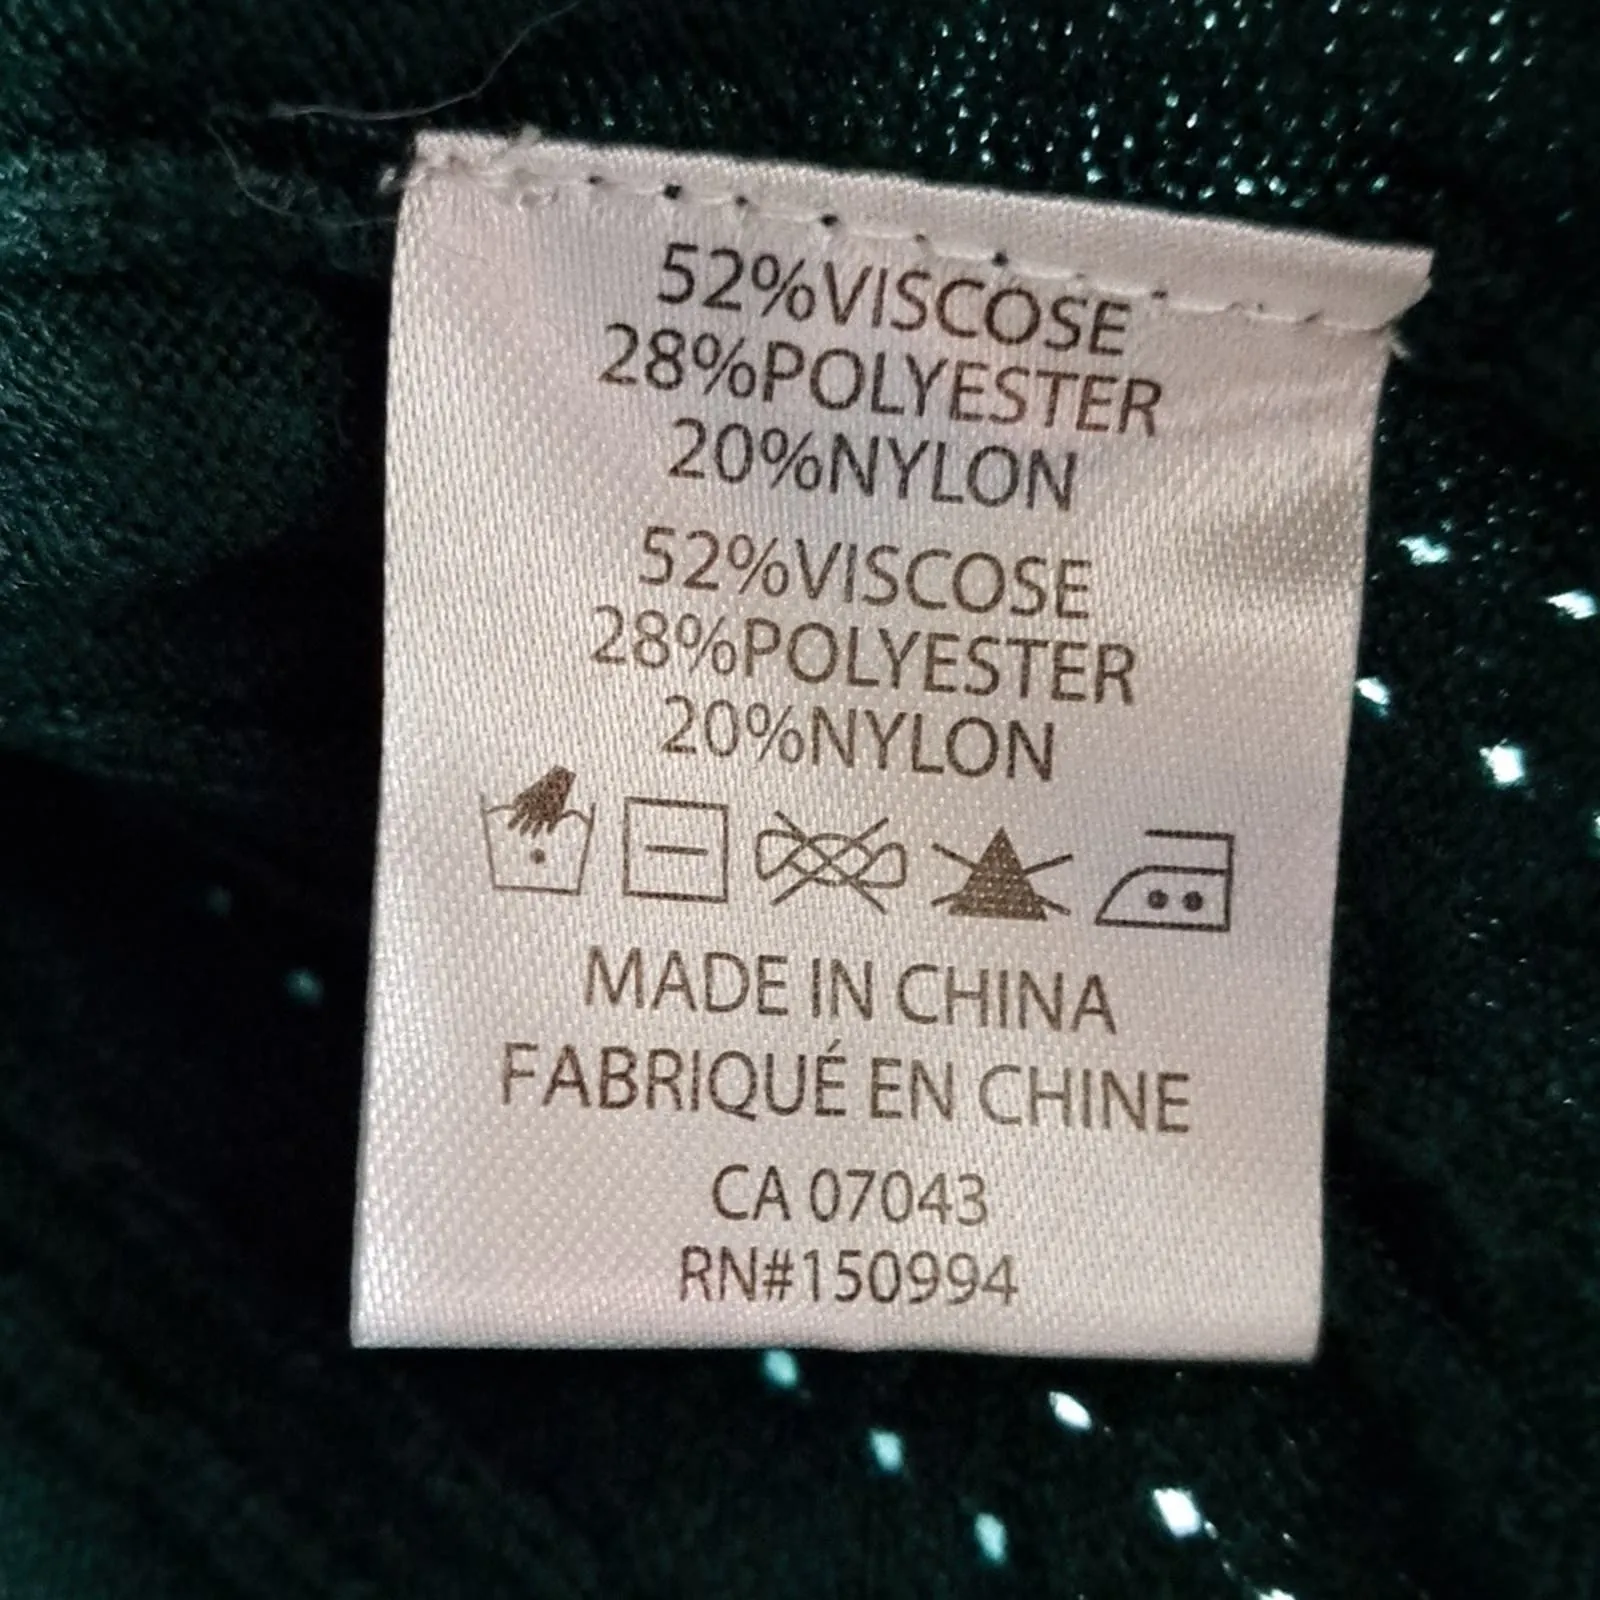 52%VISCOSE
28%POLYESTER
20%NYLON
52%VISCOSE
28%POLYESTER
20%NYLON
MADE IN CHINA
FABRIQUÉ EN CHINE
CA 07043
RN#150994